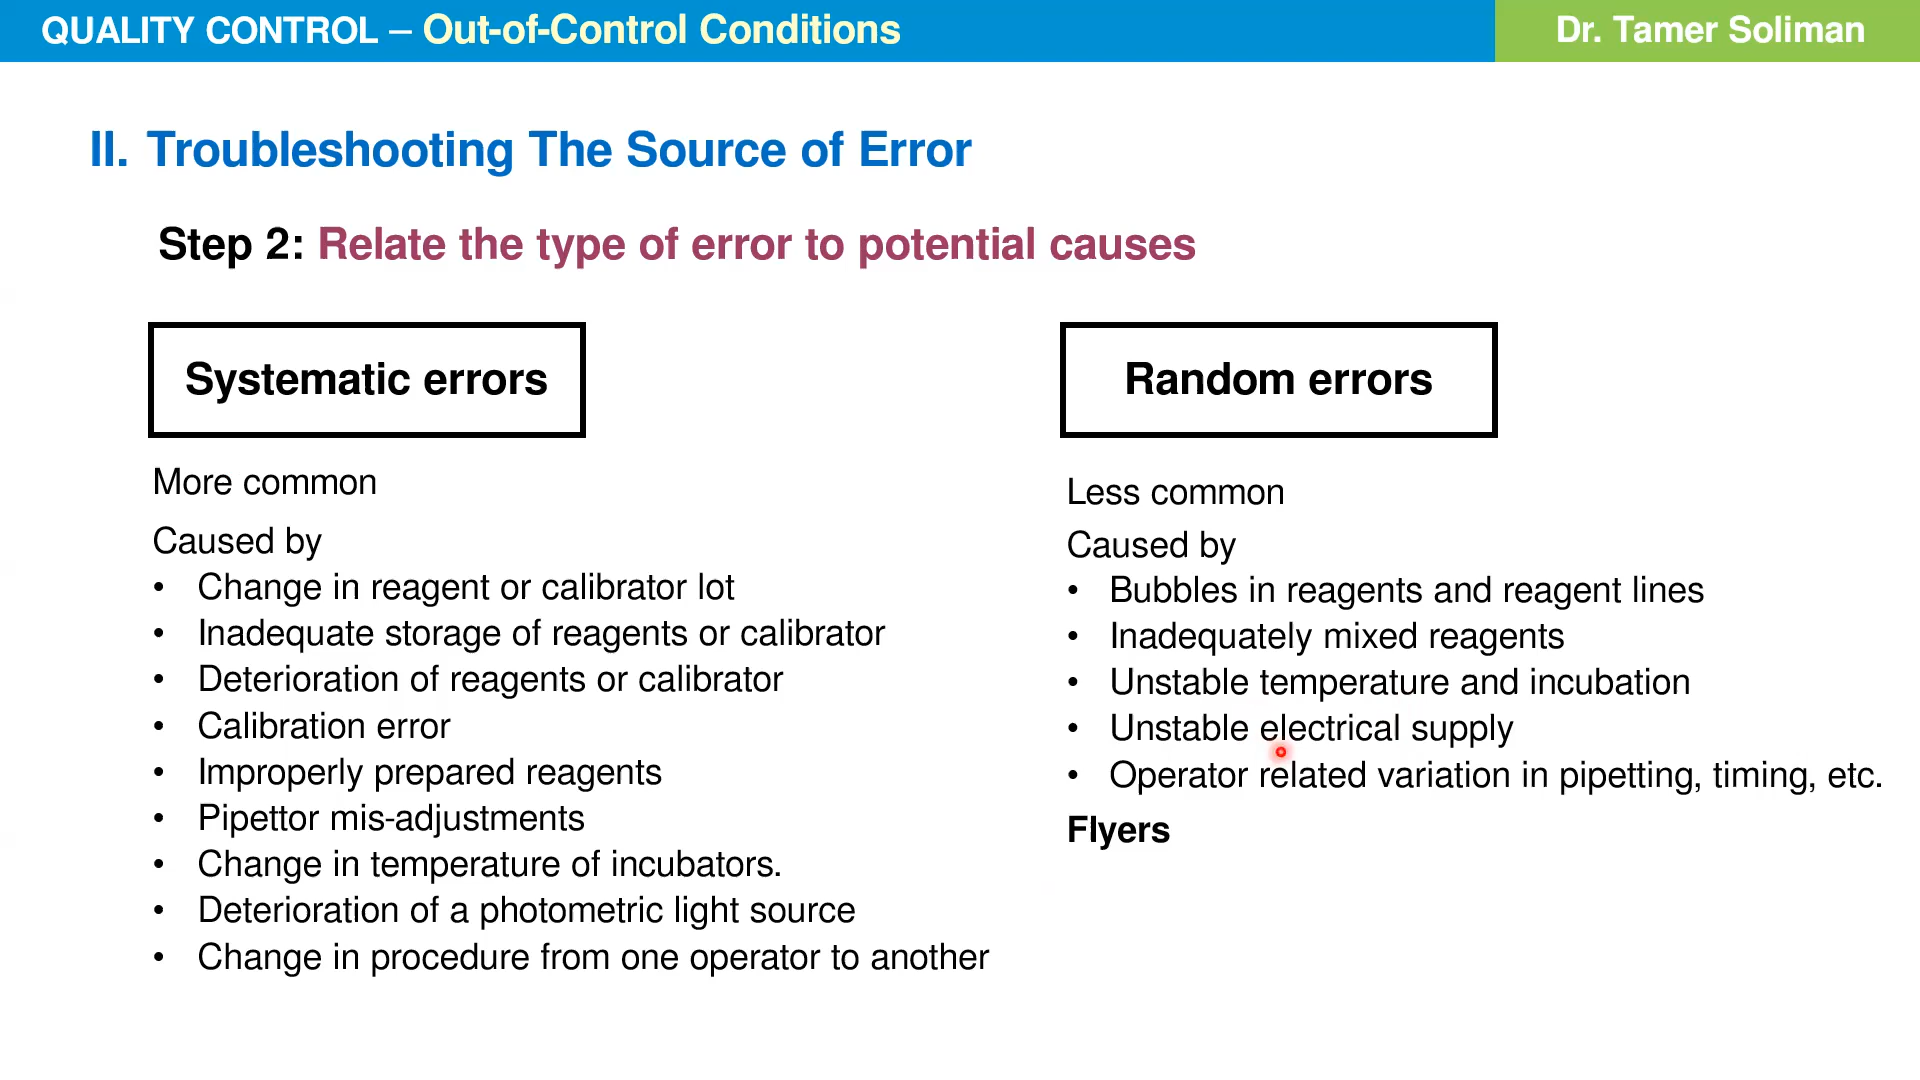 QUALITY CONTROL – Out-of-Control Conditions
Dr. Tamer Soliman
II. Troubleshooting The Source of Error
Step 2: Relate the type of error to potential causes
Systematic errors
More common
Caused by
• Change in reagent or calibrator lot
• Inadequate storage of reagents or calibrator
• Deterioration of reagents or calibrator
• Calibration error
• Improperly prepared reagents
• Pipettor mis-adjustments
• Change in temperature of incubators.
• Deterioration of a photometric light source
• Change in procedure from one operator to another
Random errors
Less common
Caused by
• Bubbles in reagents and reagent lines
• Inadequately mixed reagents
• Unstable temperature and incubation
• Unstable electrical supply
• Operator related variation in pipetting, timing, etc.
Flyers